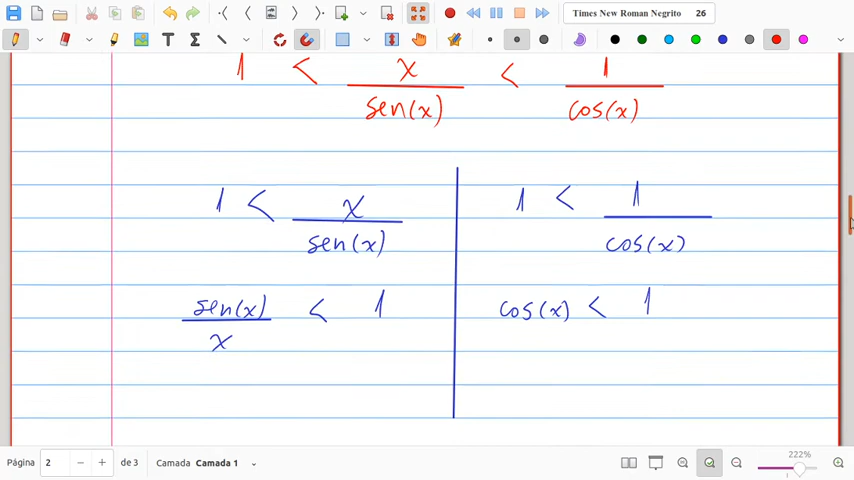 Times New Roman Negrito 26
1 < x/sen(x) < 1/cos(x)
1 < x/sen(x)
1 < 1/cos(x)
sen(x)/x < 1
cos(x) < 1
Página 2 de 3 Camada Camada 1 222%